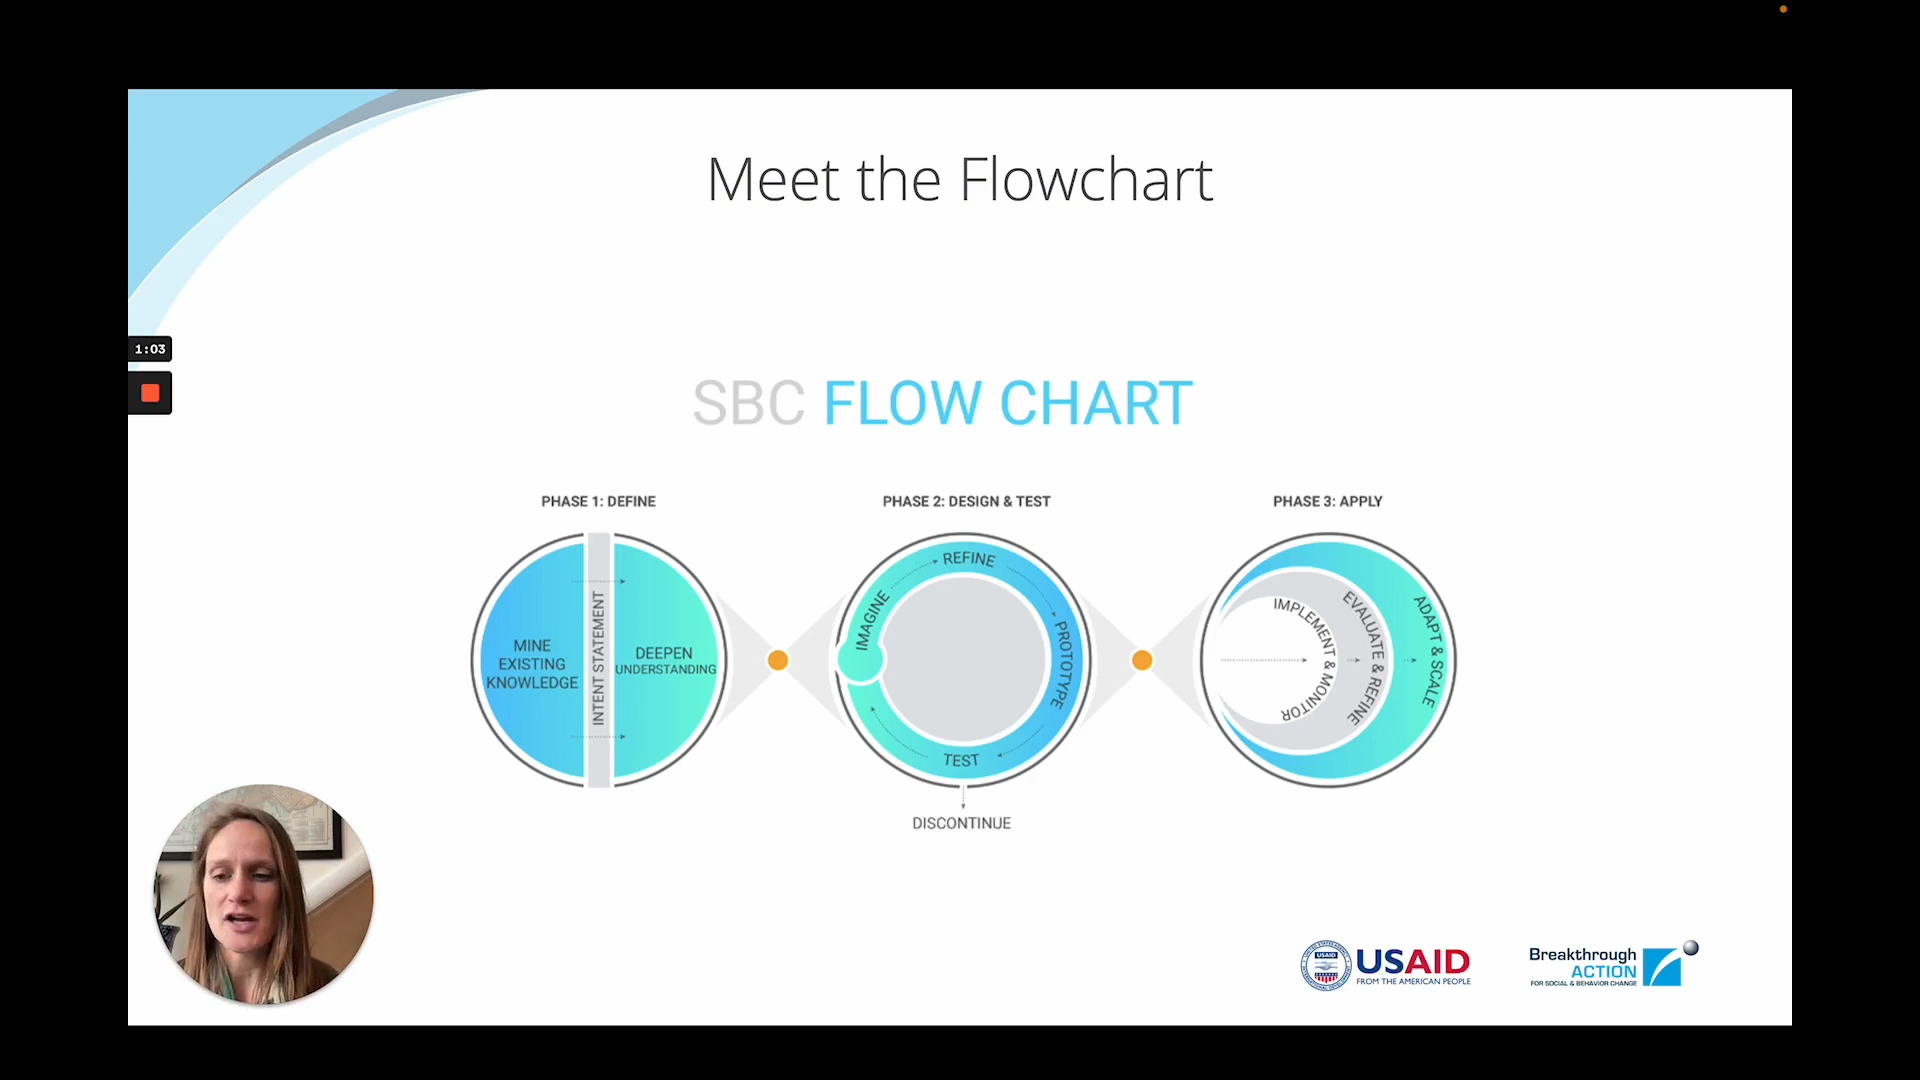 Meet the Flowchart
1:03
SBC FLOW CHART
PHASE 1: DEFINE
MINE
EXISTING
KNOWLEDGE
INTENT STATEMENT
DEEPEN
UNDERSTANDING
PHASE 2: DESIGN & TEST
IMAGINE
REFINE
PROTOTYPE
TEST
DISCONTINUE
PHASE 3: APPLY
IMPLEMENT & MONITOR
EVALUATE & REFINE
ADAPT & SCALE
USAID
USAID
FROM THE AMERICAN PEOPLE
Breakthrough
ACTION
FOR SOCIAL & BEHAVIOR CHANGE